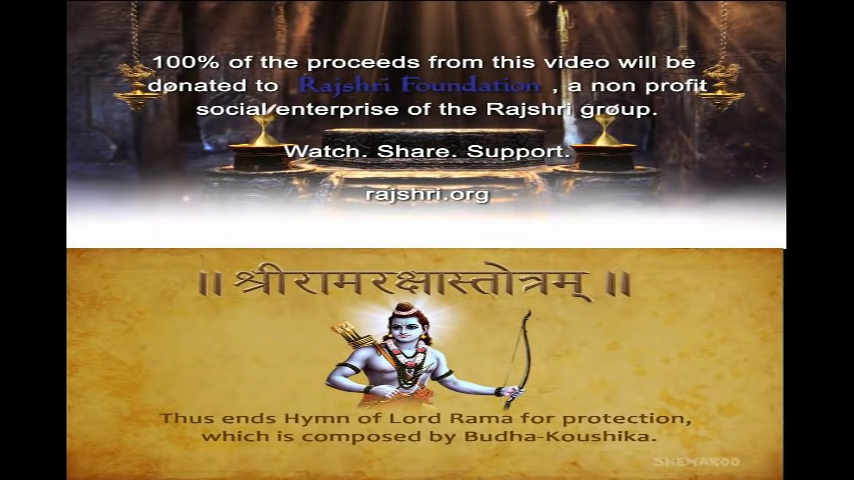 100% of the proceeds from this video will be
donated to Rajshri Foundation , a non profit
social enterprise of the Rajshri group.
Watch. Share. Support.
rajshri.org
॥ श्रीरामरक्षास्तोत्रम् ॥
Thus ends Hymn of Lord Rama for protection,
which is composed by Budha-Koushika.
SHEMAROO